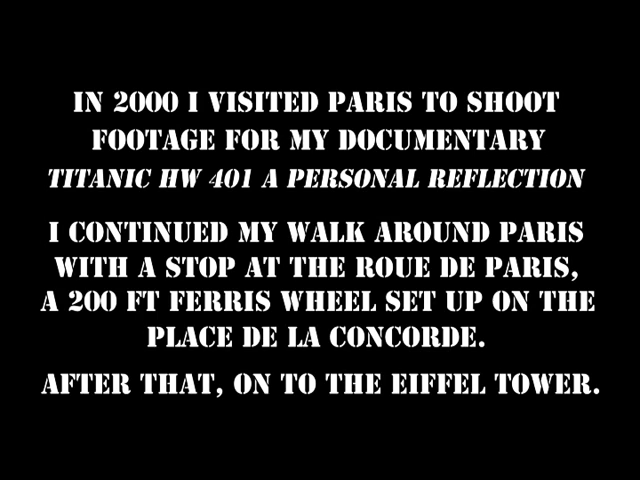 IN 2000 I VISITED PARIS TO SHOOT
FOOTAGE FOR MY DOCUMENTARY
TITANIC HW 401 A PERSONAL REFLECTION
I CONTINUED MY WALK AROUND PARIS
WITH A STOP AT THE ROUE DE PARIS,
A 200 FT FERRIS WHEEL SET UP ON THE
PLACE DE LA CONCORDE.
AFTER THAT, ON TO THE EIFFEL TOWER.